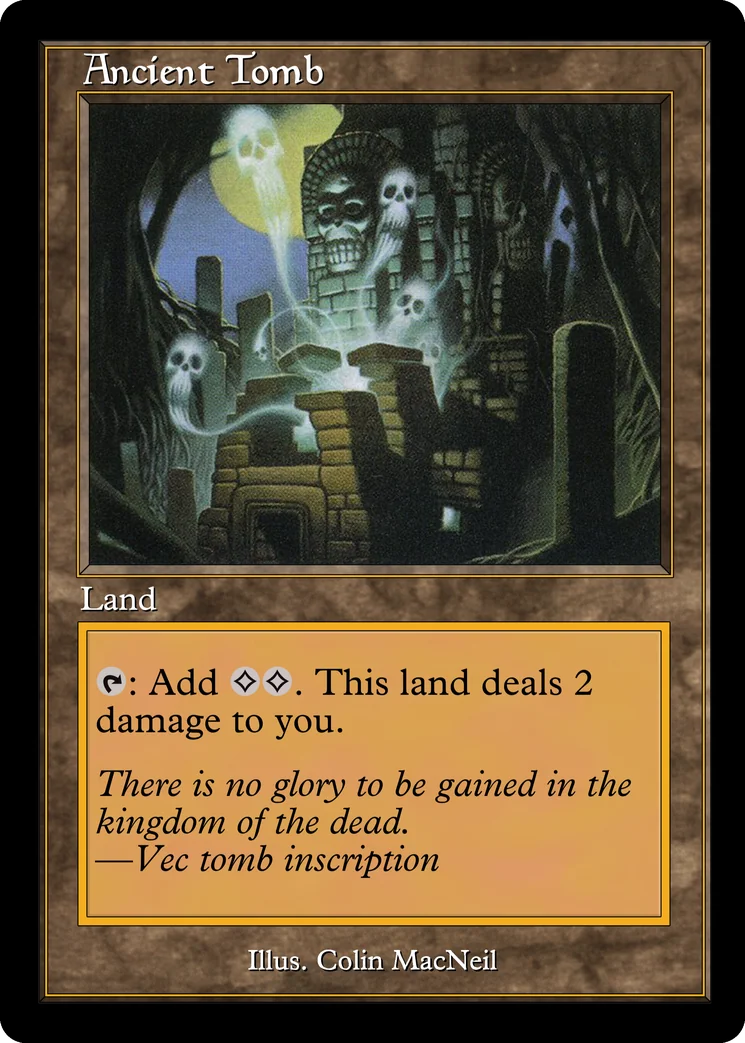 Ancient Tomb
Land
: Add . This land deals 2
damage to you.
There is no glory to be gained in the
kingdom of the dead.
—Vec tomb inscription
Illus. Colin MacNeil